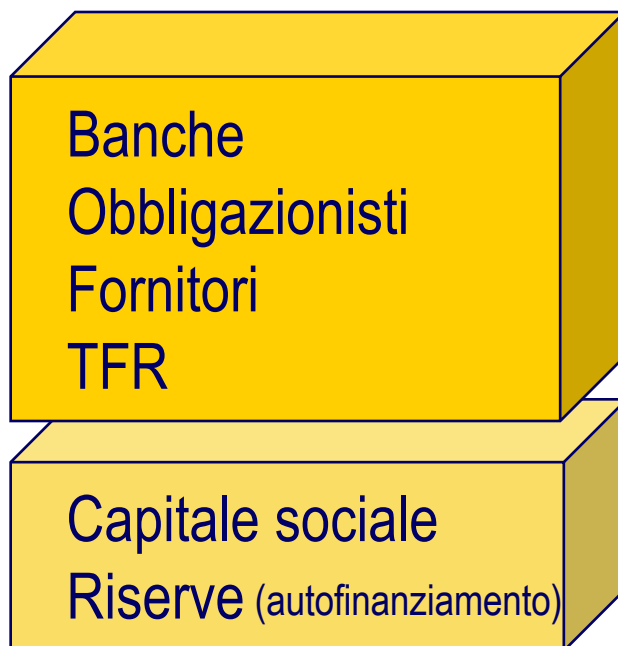 Banche
Obbligazionisti
Fornitori
TFR
Capitale sociale
Riserve (autofinanziamento)